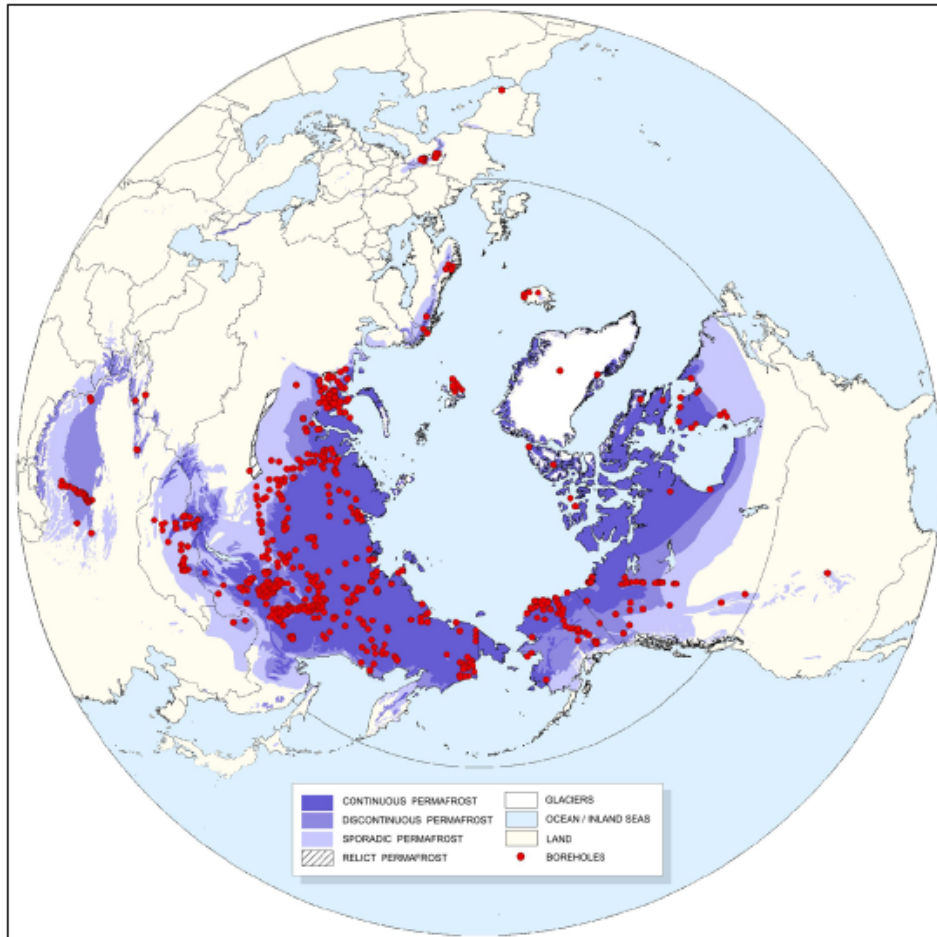 CONTINUOUS PERMAFROST
DISCONTINUOUS PERMAFROST
SPORADIC PERMAFROST
RELICT PERMAFROST
GLACIERS
OCEAN / INLAND SEAS
LAND
BOREHOLES